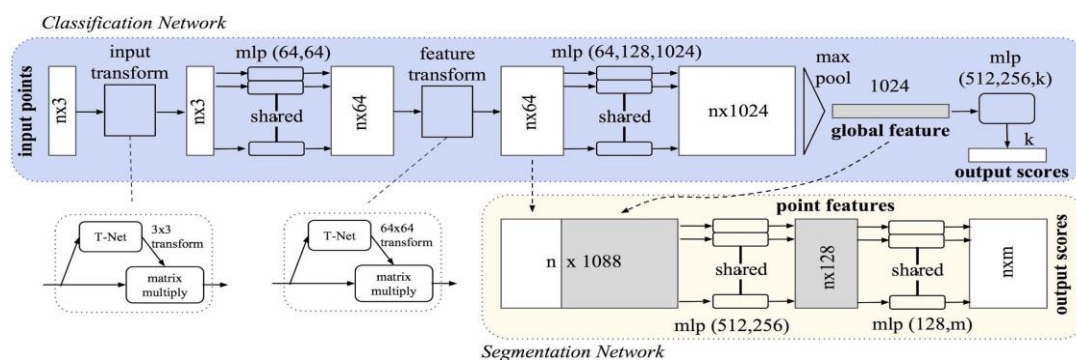 Classification Network
input points
nx3
input
transform
nx3
mlp (64,64)
shared
nx64
feature
transform
nx64
mlp (64,128,1024)
shared
nx1024
max
pool
1024
global feature
mlp
(512,256,k)
k
output scores
T-Net
3x3
transform
matrix
multiply
T-Net
64x64
transform
matrix
multiply
point features
n x 1088
shared
mlp (512,256)
nx128
shared
mlp (128,m)
nxm
output scores
Segmentation Network